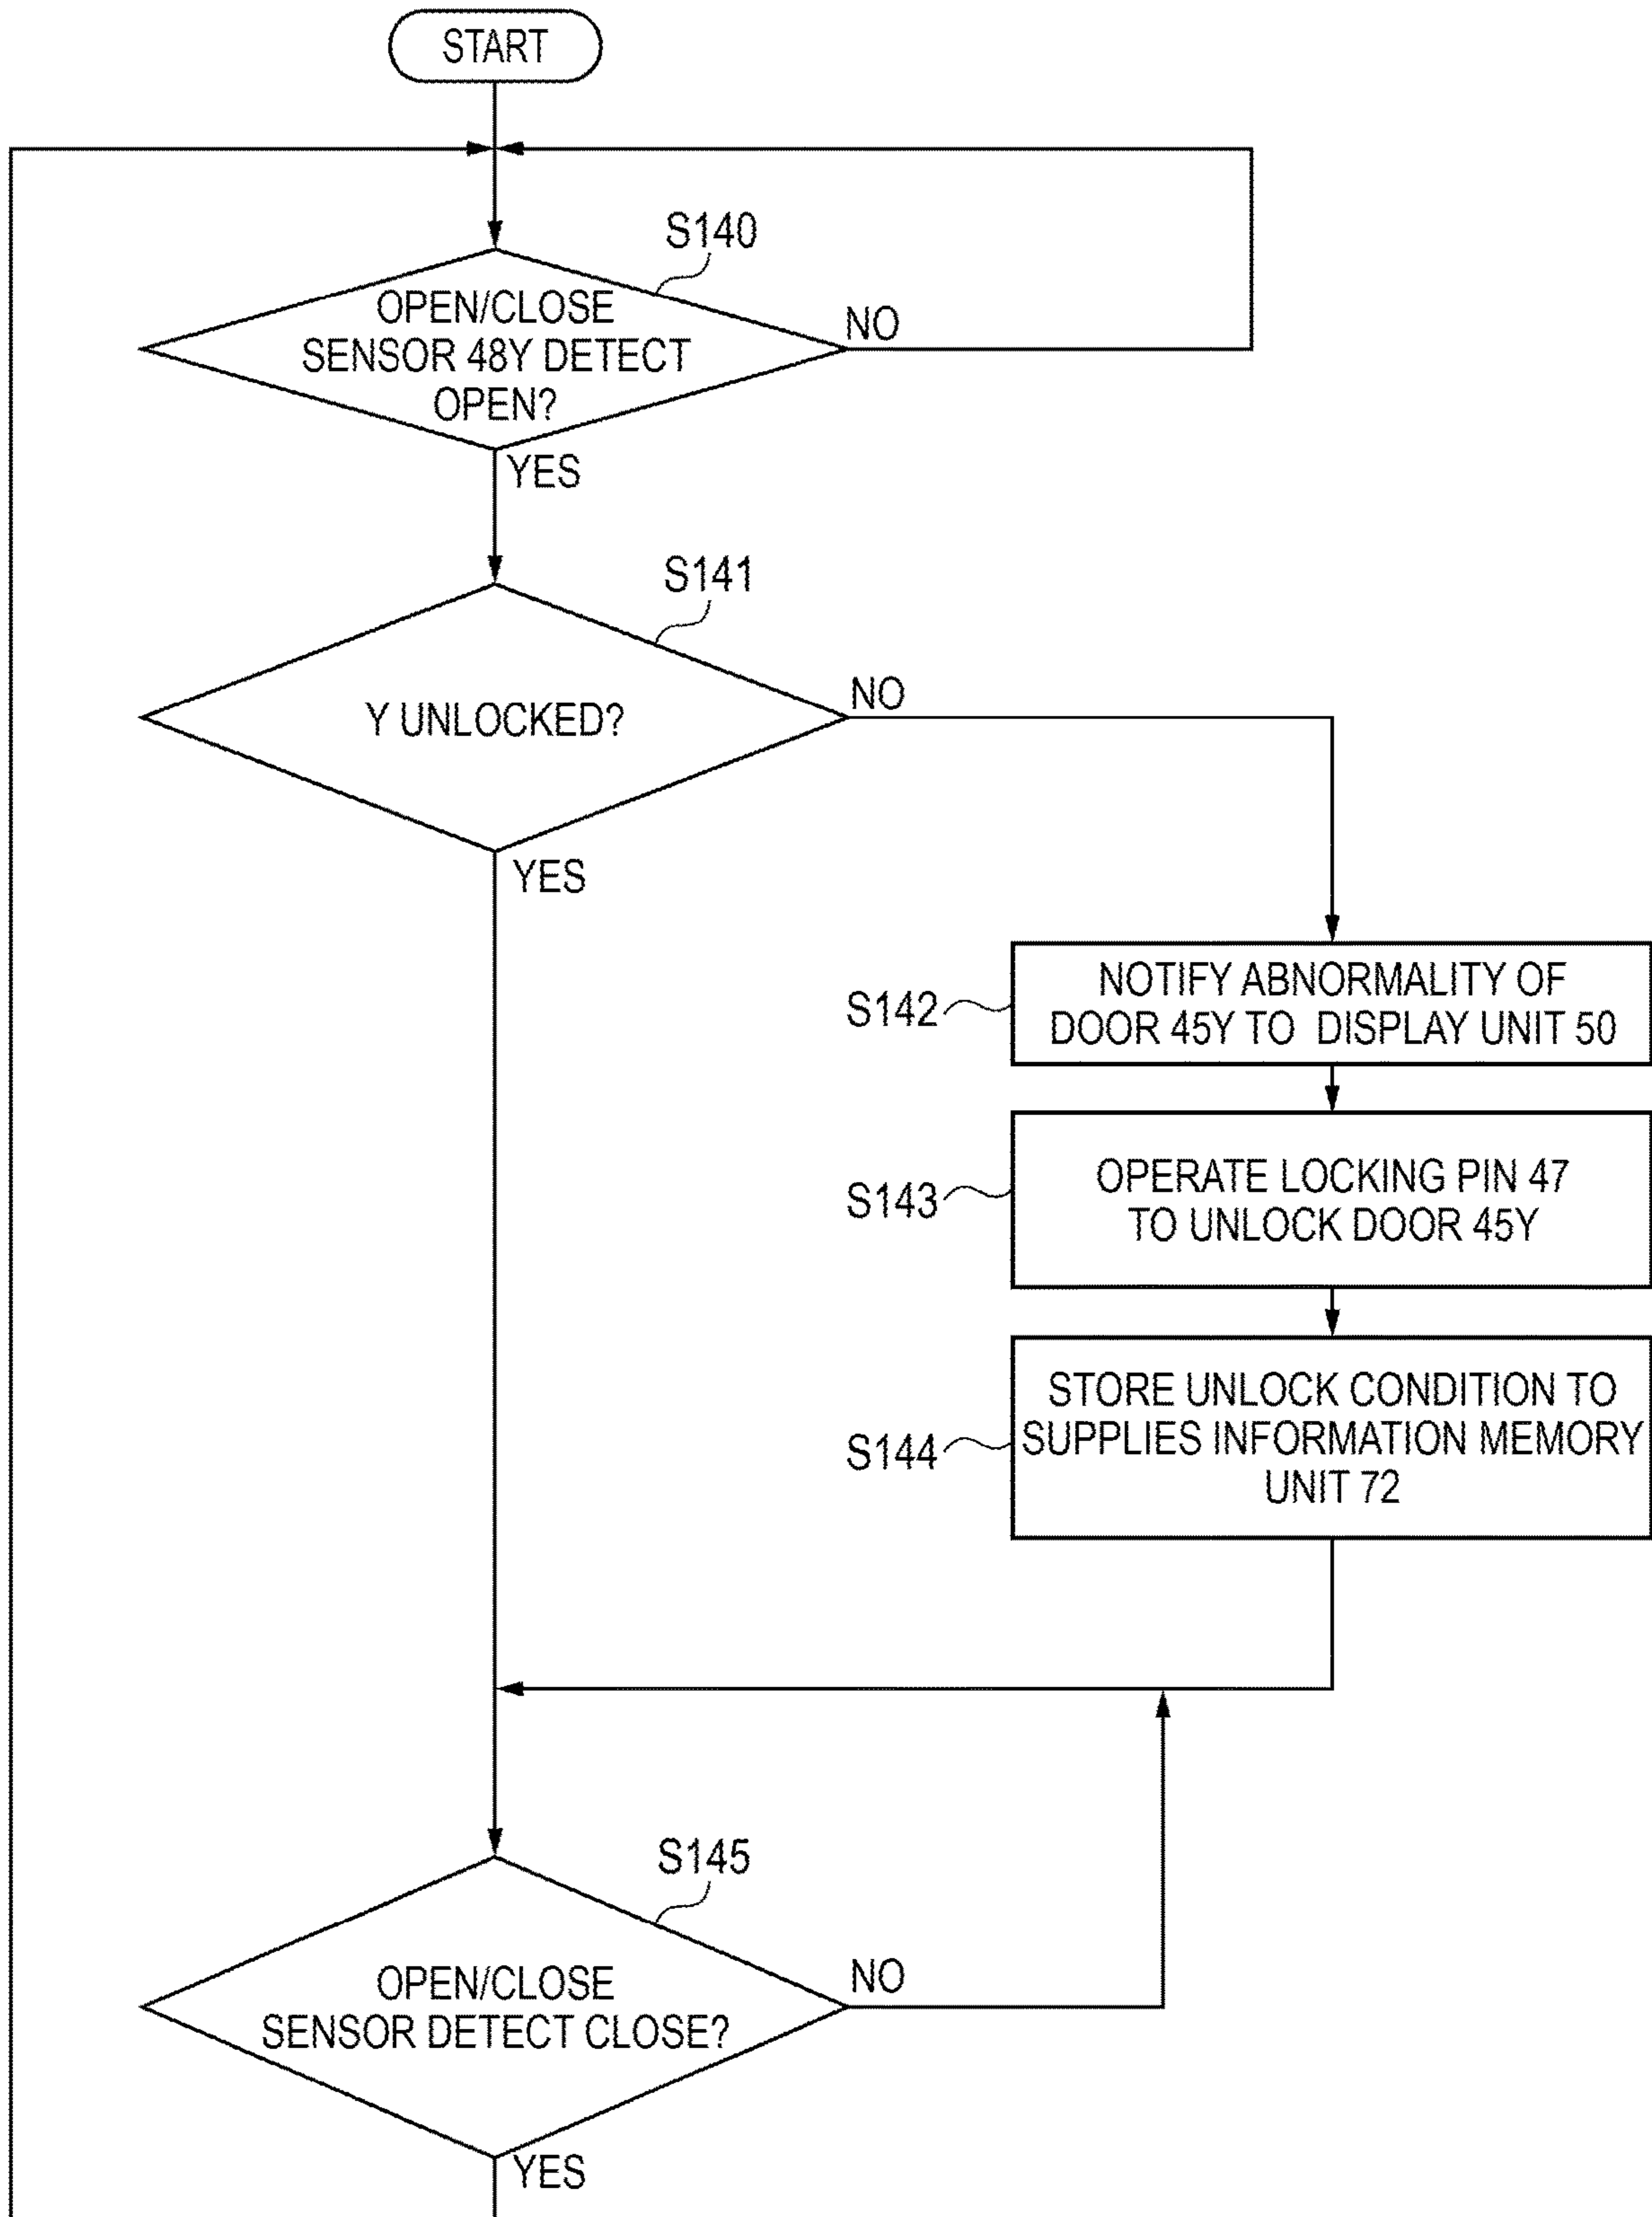 START
S140
OPEN/CLOSE
SENSOR 48Y DETECT
OPEN?
NO
YES
S141
Y UNLOCKED?
NO
YES
S142
NOTIFY ABNORMALITY OF
DOOR 45Y TO DISPLAY UNIT 50
S143
OPERATE LOCKING PIN 47
TO UNLOCK DOOR 45Y
S144
STORE UNLOCK CONDITION TO
SUPPLIES INFORMATION MEMORY
UNIT 72
S145
OPEN/CLOSE
SENSOR DETECT CLOSE?
NO
YES